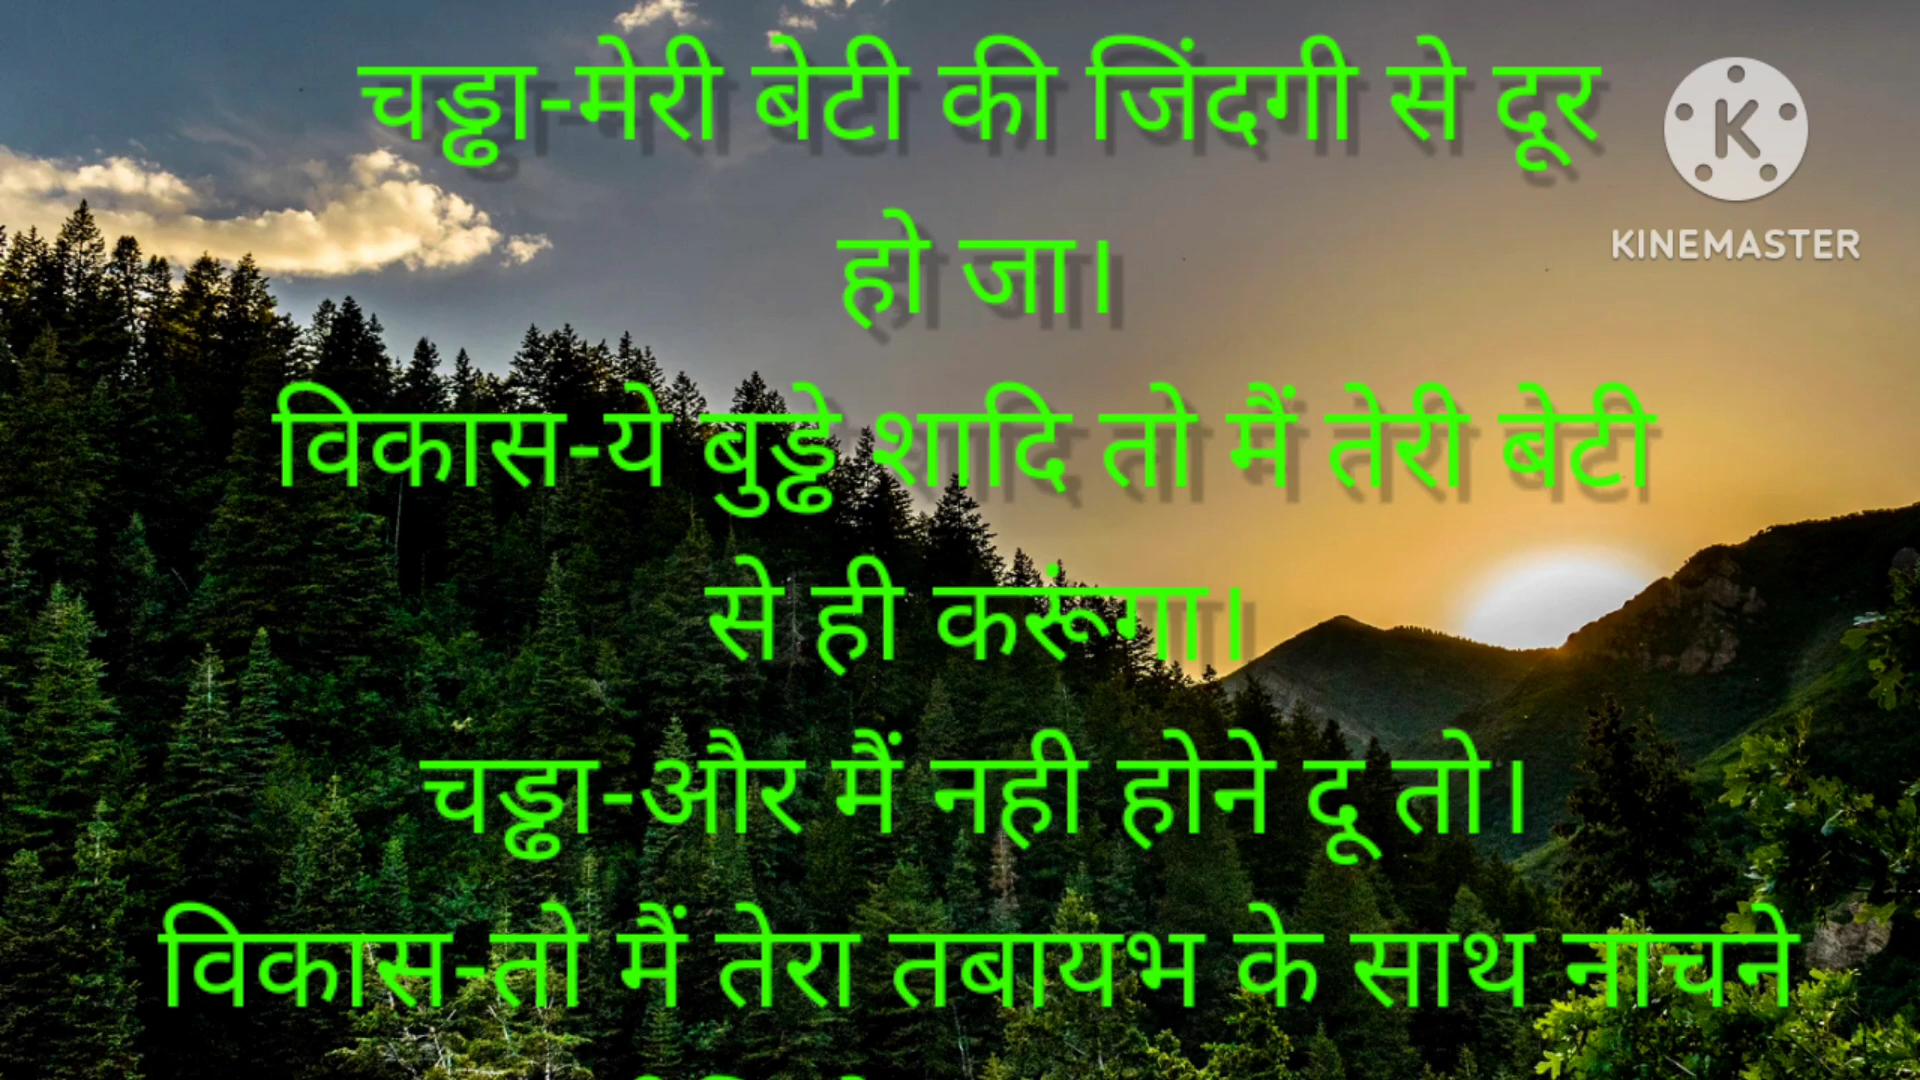 चड्ढा-मेरी बेटी की जिंदगी से दूर
हो जा।
विकास-ये बुड्ढे शादि तो मैं तेरी बेटी
से ही करूंगा।
चड्ढा-और मैं नही होने दू तो।
विकास-तो मैं तेरा तबायभ के साथ नाचने
KINEMASTER